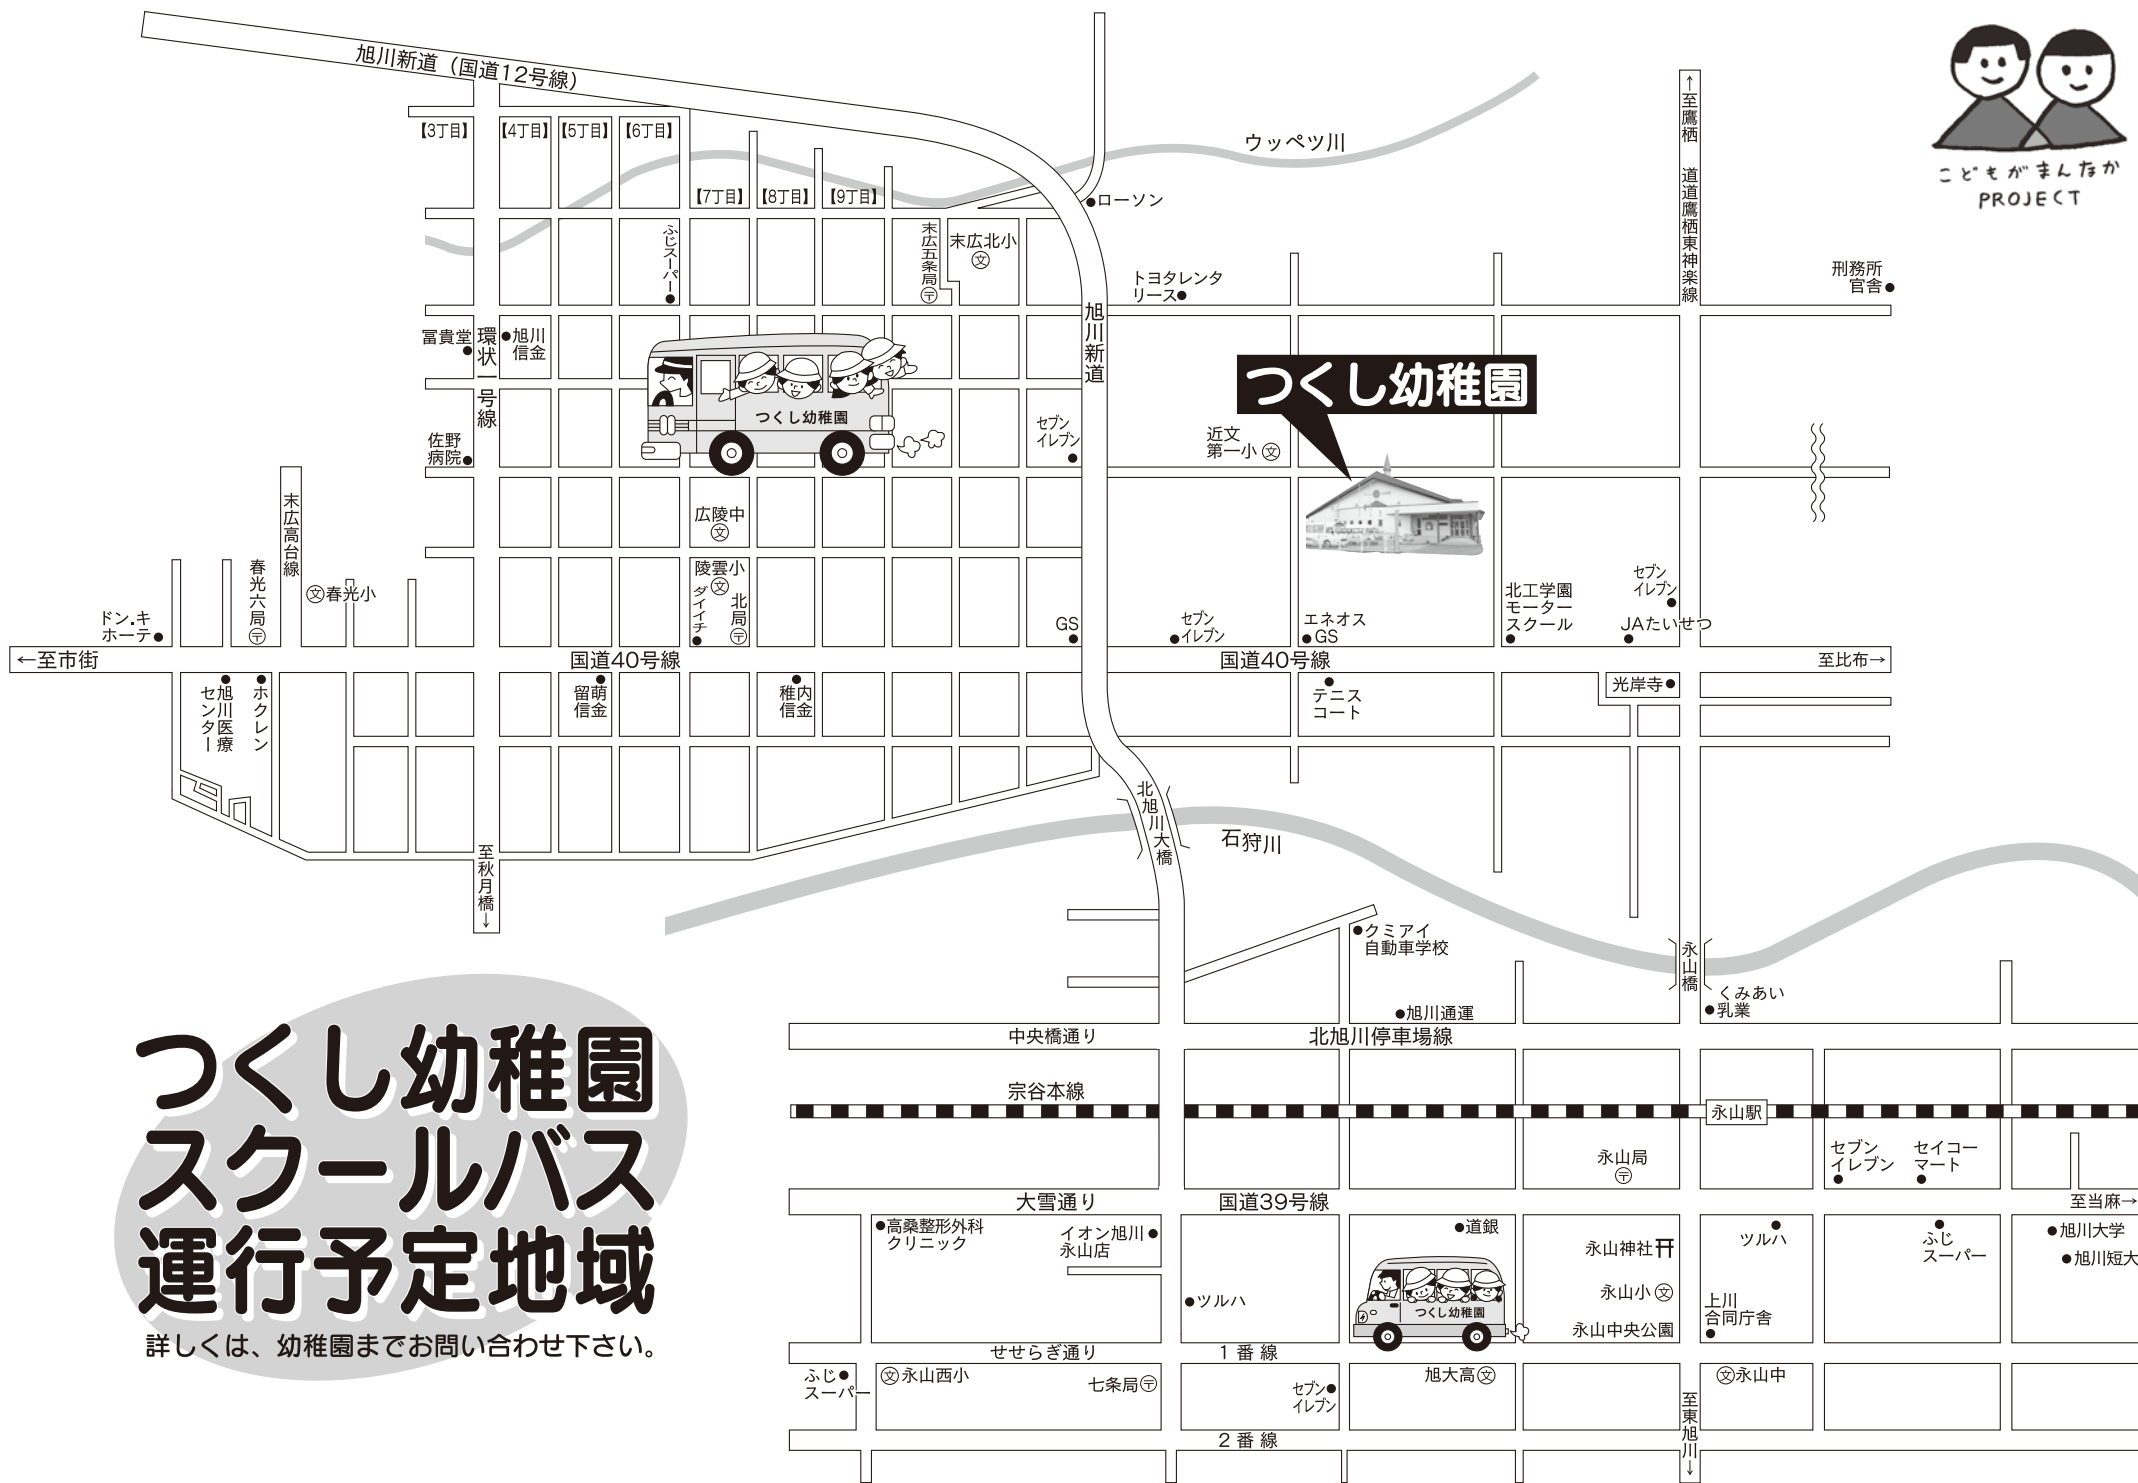 旭川新道（国道12号線）
【3丁目】
【4丁目】
【5丁目】
【6丁目】
【7丁目】
【8丁目】
【9丁目】
ウッペツ川
ローソン
↑至鷹栖 道道鷹栖東神楽線
こどもがまんなか
PROJECT
ふじスーパー
末広五条局
〒
末広北小
文
トヨタレンタ
リース
刑務所
官舎
冨貴堂
環状一号線
旭川
信金
旭川新道
つくし幼稚園
つくし幼稚園
佐野
病院
セブン
イレブン
近文
第一小 文
末広高台線
広陵中
文
春光六局
〒
文春光小
陵雲小
文
ダイイチ
北局
〒
ドン.キ
ホーテ
GS
セブン
イレブン
エネオス
GS
北工学園
モーター
スクール
セブン
イレブン
JAたいせつ
←至市街
国道40号線
国道40号線
至比布→
旭川医療
センター
ホクレン
留萌
信金
稚内
信金
テニス
コート
光岸寺
北旭川大橋
石狩川
至秋月橋↓
クミアイ
自動車学校
永山橋
くみあい
乳業
旭川通運
中央橋通り
北旭川停車場線
宗谷本線
永山駅
永山局
〒
セブン
イレブン
セイコー
マート
大雪通り
国道39号線
至当麻→
高桑整形外科
クリニック
イオン旭川
永山店
道銀
永山神社
ツルハ
ふじ
スーパー
旭川大学
旭川短大
ツルハ
つくし幼稚園
永山小 文
永山中央公園
上川
合同庁舎
せせらぎ通り
1番線
ふじ
スーパー
文永山西小
七条局〒
セブン
イレブン
旭大高文
文永山中
至東旭川↓
2番線
つくし幼稚園
スクールバス
運行予定地域
詳しくは、幼稚園までお問い合わせ下さい。